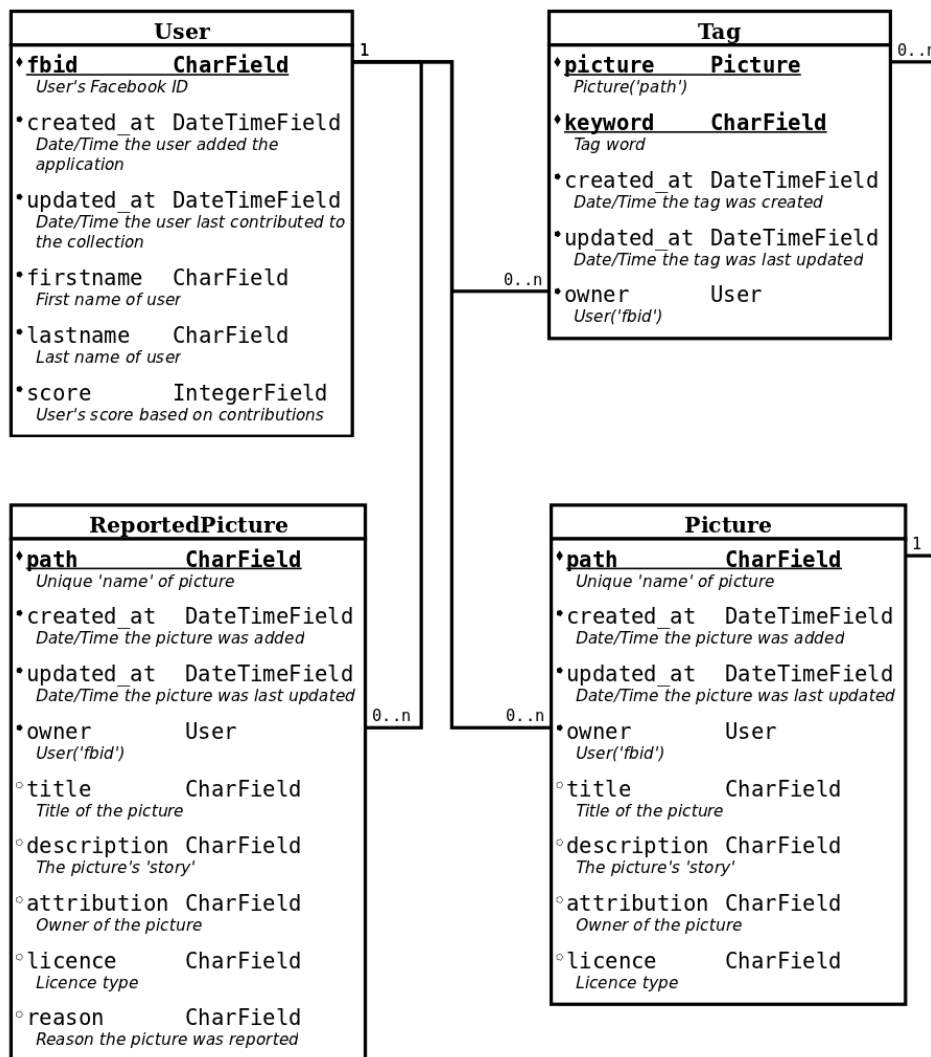 User
fbid CharField
User's Facebook ID
created_at DateTimeField
Date/Time the user added the
application
updated_at DateTimeField
Date/Time the user last contributed to
the collection
firstname CharField
First name of user
lastname CharField
Last name of user
score IntegerField
User's score based on contributions
1
Tag
picture Picture
Picture('path')
keyword CharField
Tag word
created_at DateTimeField
Date/Time the tag was created
updated_at DateTimeField
Date/Time the tag was last updated
owner User
User('fbid')
0..n
0..n
ReportedPicture
path CharField
Unique 'name' of picture
created_at DateTimeField
Date/Time the picture was added
updated_at DateTimeField
Date/Time the picture was last updated
owner User
User('fbid')
title CharField
Title of the picture
description CharField
The picture's 'story'
attribution CharField
Owner of the picture
licence CharField
Licence type
reason CharField
Reason the picture was reported
0..n
Picture
path CharField
Unique 'name' of picture
created_at DateTimeField
Date/Time the picture was added
updated_at DateTimeField
Date/Time the picture was last updated
owner User
User('fbid')
title CharField
Title of the picture
description CharField
The picture's 'story'
attribution CharField
Owner of the picture
licence CharField
Licence type
0..n
1